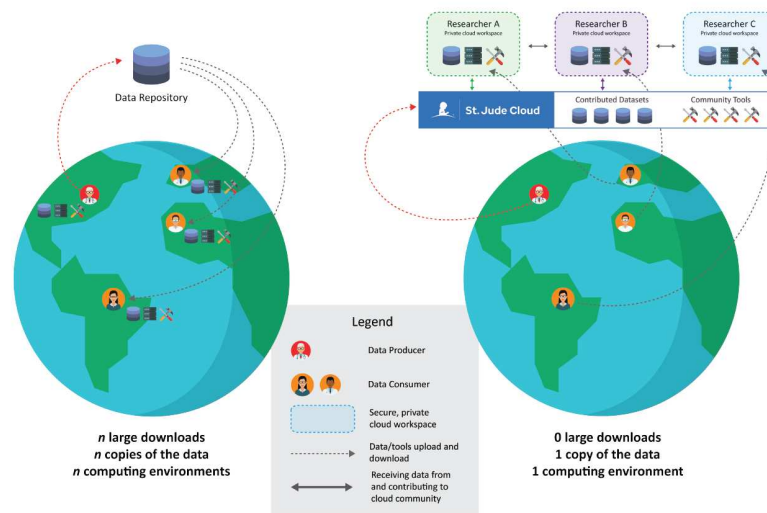 Researcher A
Private cloud workspace
Researcher B
Private cloud workspace
Researcher C
Private cloud workspace
Data Repository
St. Jude Cloud
Contributed Datasets
Community Tools
Legend
Data Producer
Data Consumer
Secure, private
cloud workspace
Data/tools upload and
download
Receiving data from
and contributing to
cloud community
n large downloads
n copies of the data
n computing environments
0 large downloads
1 copy of the data
1 computing environment